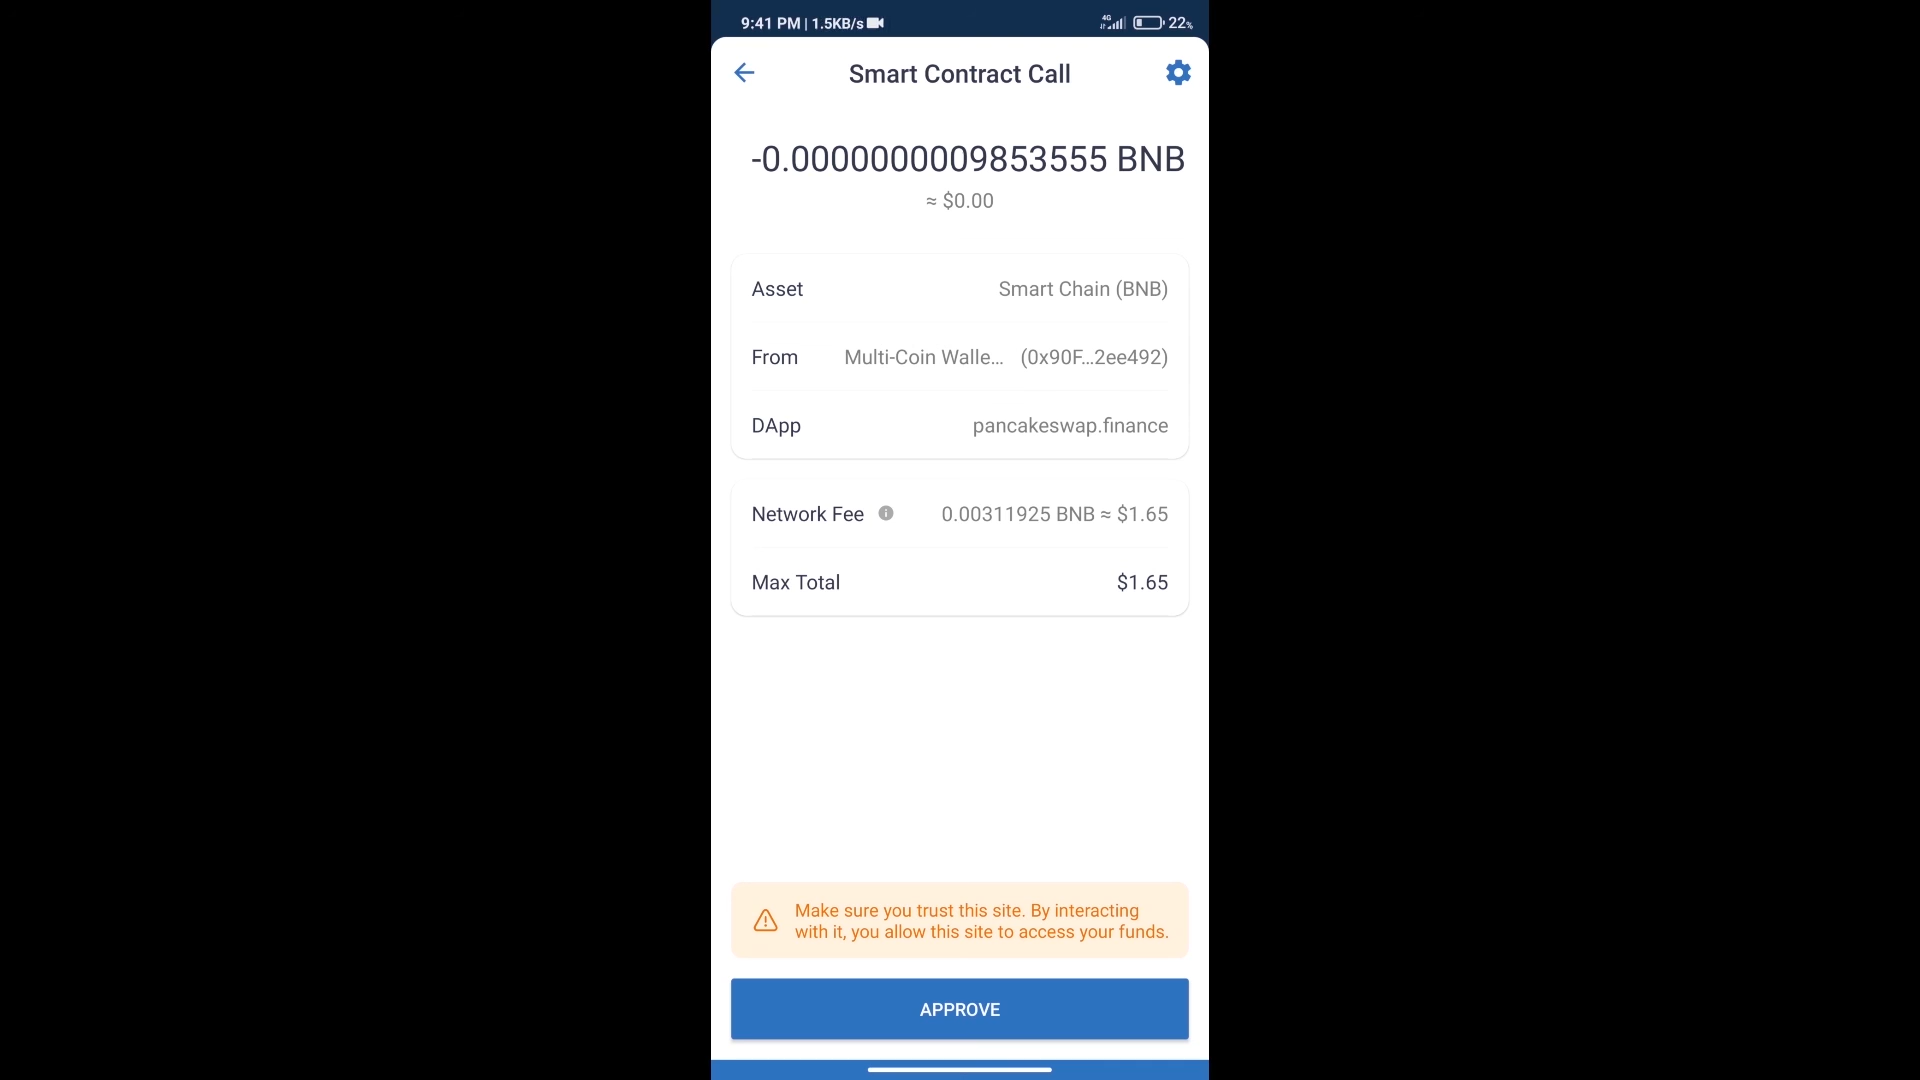 9:41 PM | 1.5KB/s 4G 22%
Smart Contract Call
-0.0000000009853555 BNB
≈ $0.00
Asset Smart Chain (BNB)
From Multi-Coin Walle... (0x90F...2ee492)
DApp pancakeswap.finance
Network Fee 0.00311925 BNB ≈ $1.65
Max Total $1.65
Make sure you trust this site. By interacting
with it, you allow this site to access your funds.
APPROVE